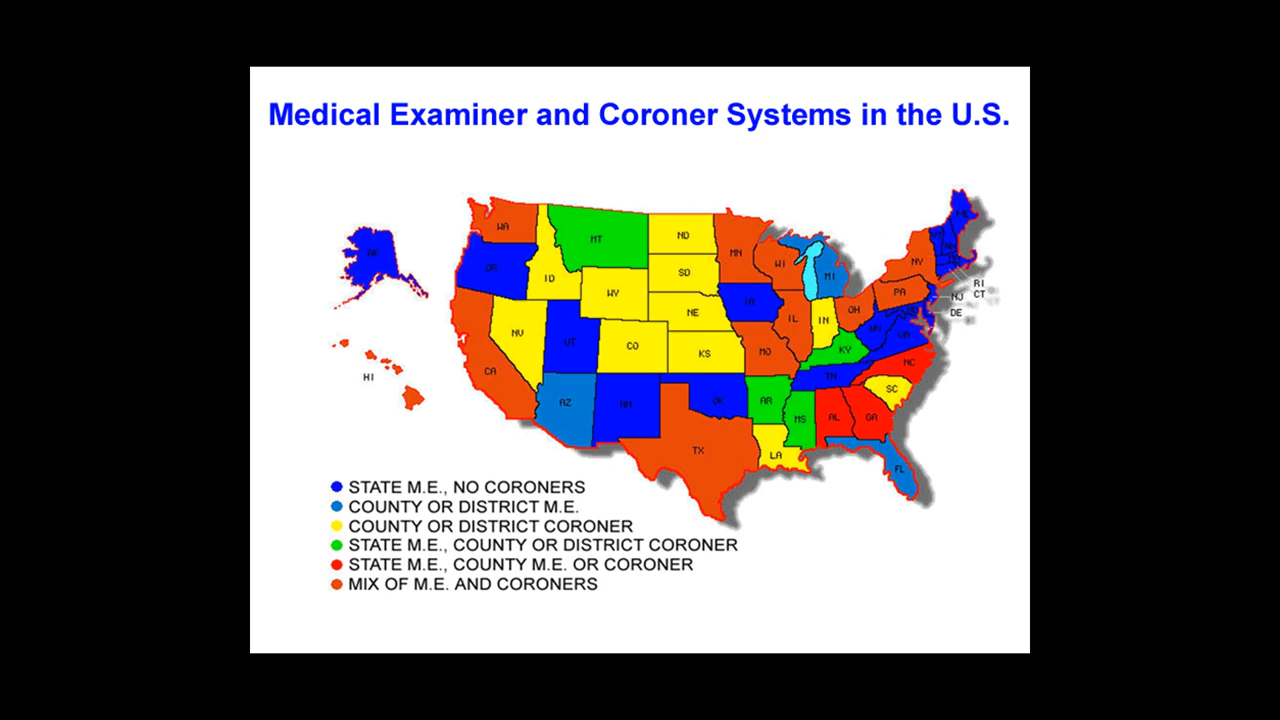 Medical Examiner and Coroner Systems in the U.S.
ME
WA
MT
ND
MN
NH
AK
OR
ID
SD
WI
MI
NY
RI
WY
IA
PA
CT
NJ
NE
IL
IN
OH
DE
NV
UT
CO
KS
MO
KY
WV
VA
HI
CA
AZ
NM
OK
AR
TN
NC
SC
MS
AL
GA
TX
LA
FL
STATE M.E., NO CORONERS
COUNTY OR DISTRICT M.E.
COUNTY OR DISTRICT CORONER
STATE M.E., COUNTY OR DISTRICT CORONER
STATE M.E., COUNTY M.E. OR CORONER
MIX OF M.E. AND CORONERS